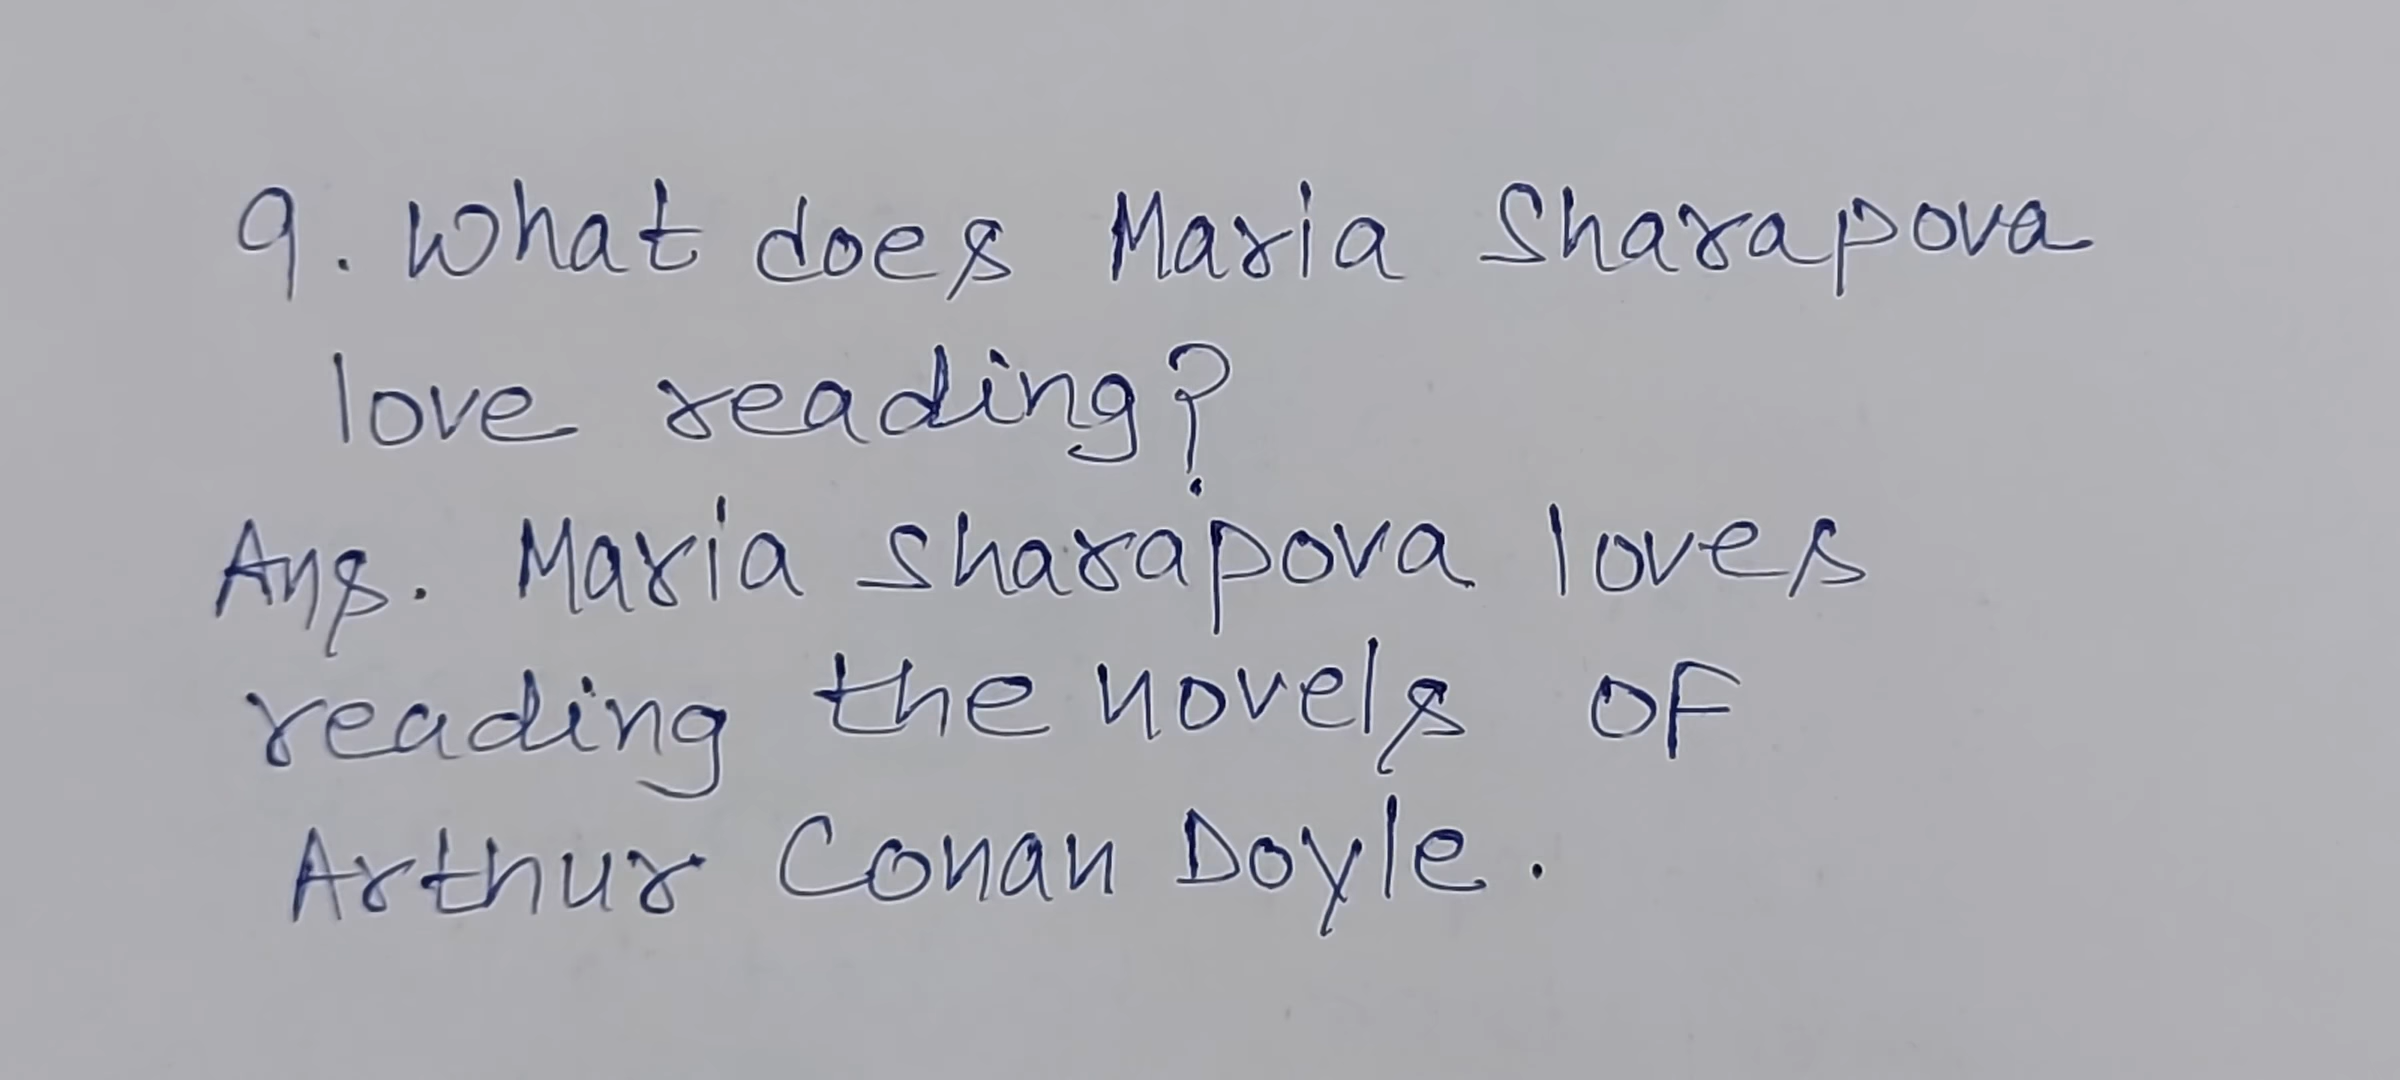 9. What does Maria Sharapova
love reading?
Ans. Maria sharapova loves
reading the novels of
Arthur Conan Doyle.